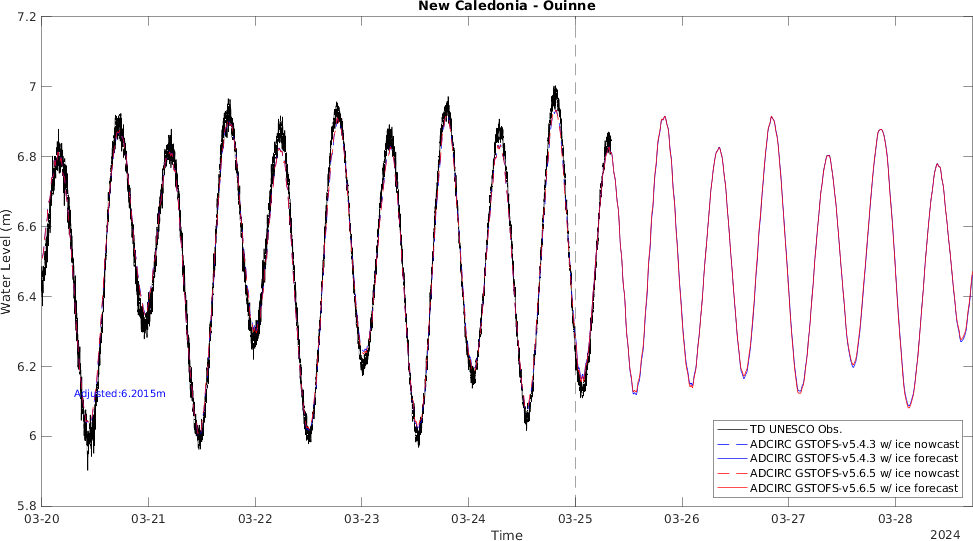 New Caledonia - Ouinne
7.2
7
6.8
6.6
6.4
6.2
6
5.8
Water Level (m)
Adjusted:6.2015m
TD UNESCO Obs.
ADCIRC GSTOFS-v5.4.3 w/ ice nowcast
ADCIRC GSTOFS-v5.4.3 w/ ice forecast
ADCIRC GSTOFS-v5.6.5 w/ ice nowcast
ADCIRC GSTOFS-v5.6.5 w/ ice forecast
03-20 03-21 03-22 03-23 03-24 03-25 03-26 03-27 03-28
Time
2024